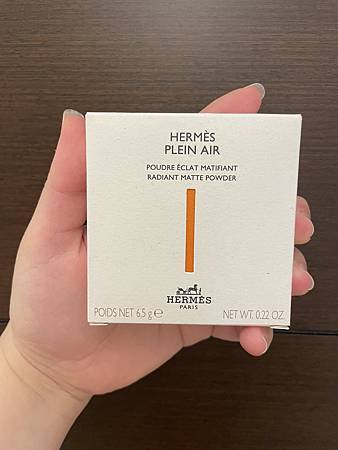 HERMÈS
PLEIN AIR
POUDRE ÉCLAT MATIFIANT
RADIANT MATTE POWDER
HERMÈS
PARIS
POIDS NET 6,5 g ℮ NET WT. 0.22 OZ.